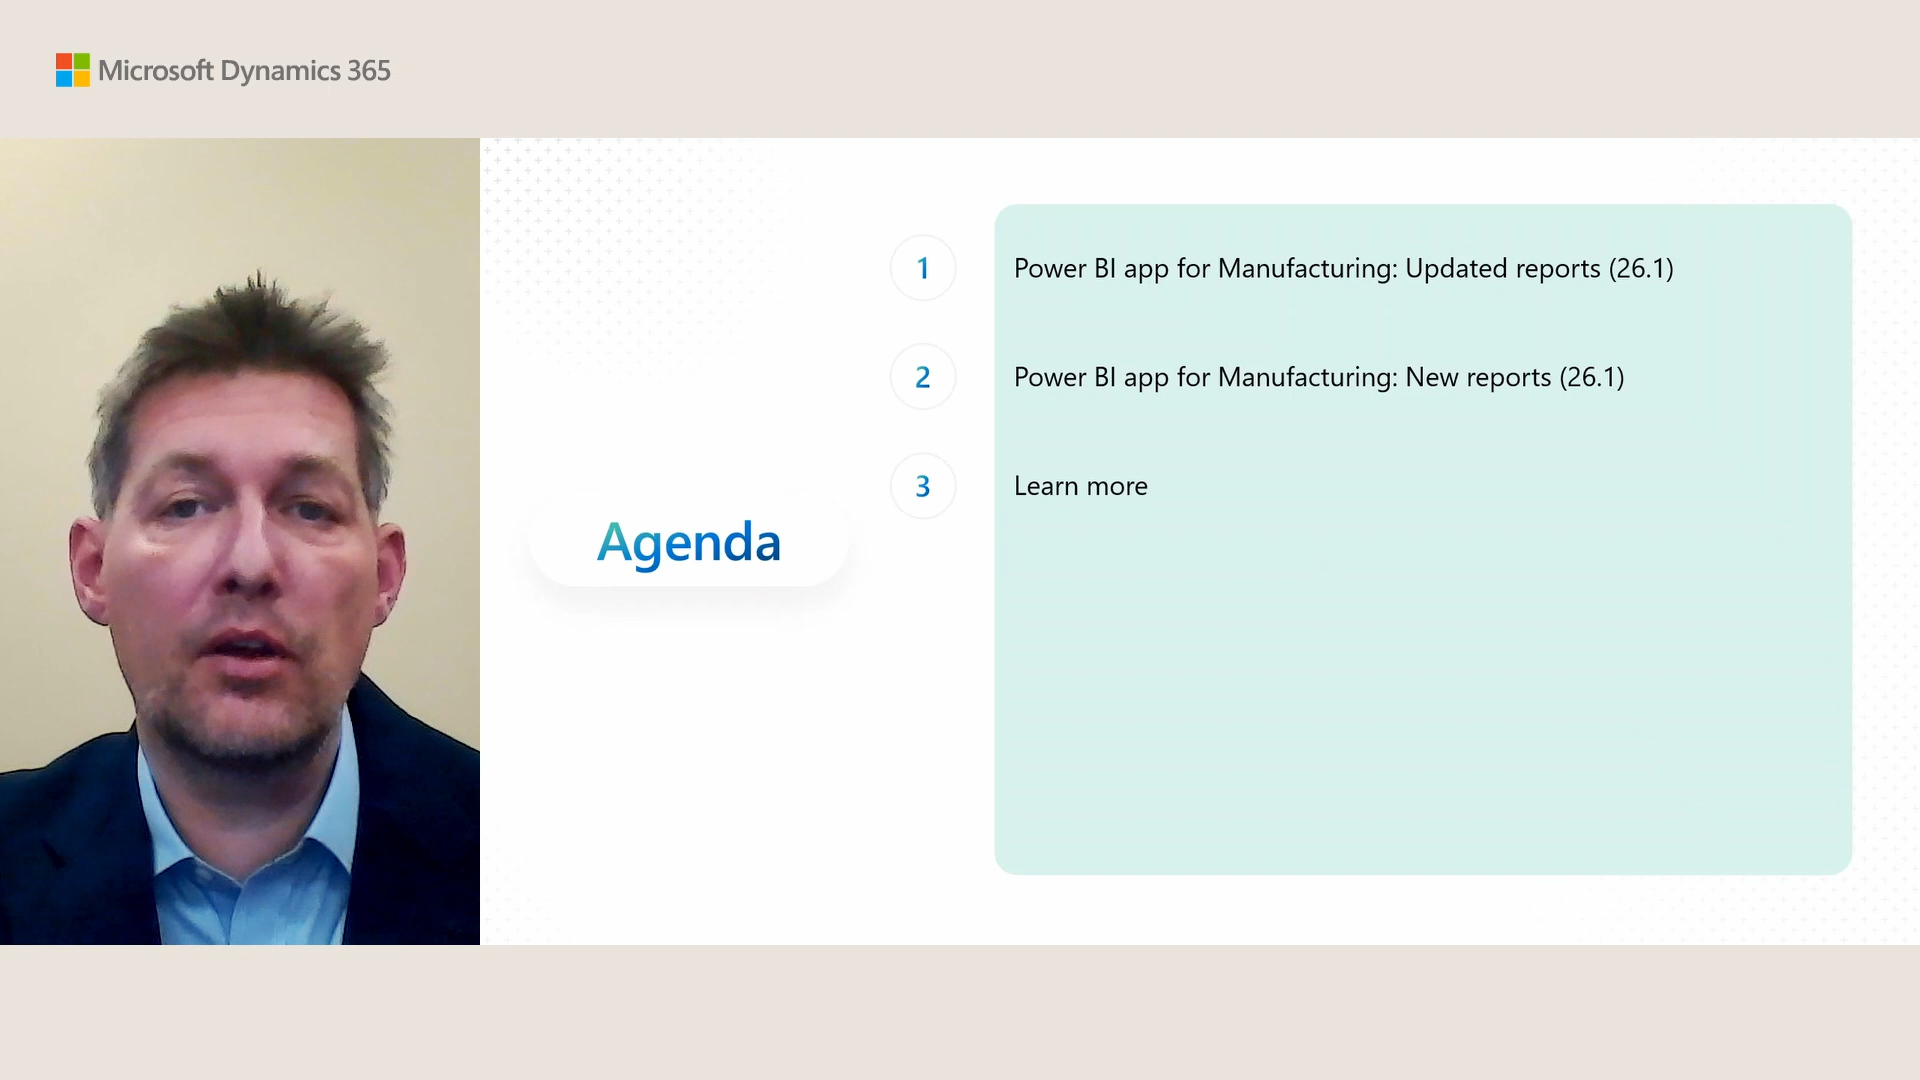 Microsoft Dynamics 365
Agenda
1
Power BI app for Manufacturing: Updated reports (26.1)
2
Power BI app for Manufacturing: New reports (26.1)
3
Learn more